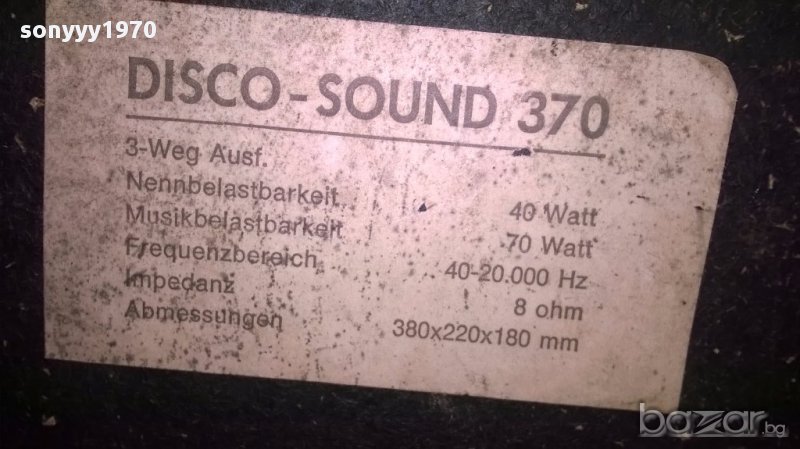 sonyyy1970
DISCO-SOUND 370
3-Weg Ausf.
Nennbelastbarkeit 40 Watt
Musikbelastbarkeit 70 Watt
Frequenzbereich 40-20.000 Hz
Impedanz 8 ohm
Abmessungen 380x220x180 mm
bazar.bg